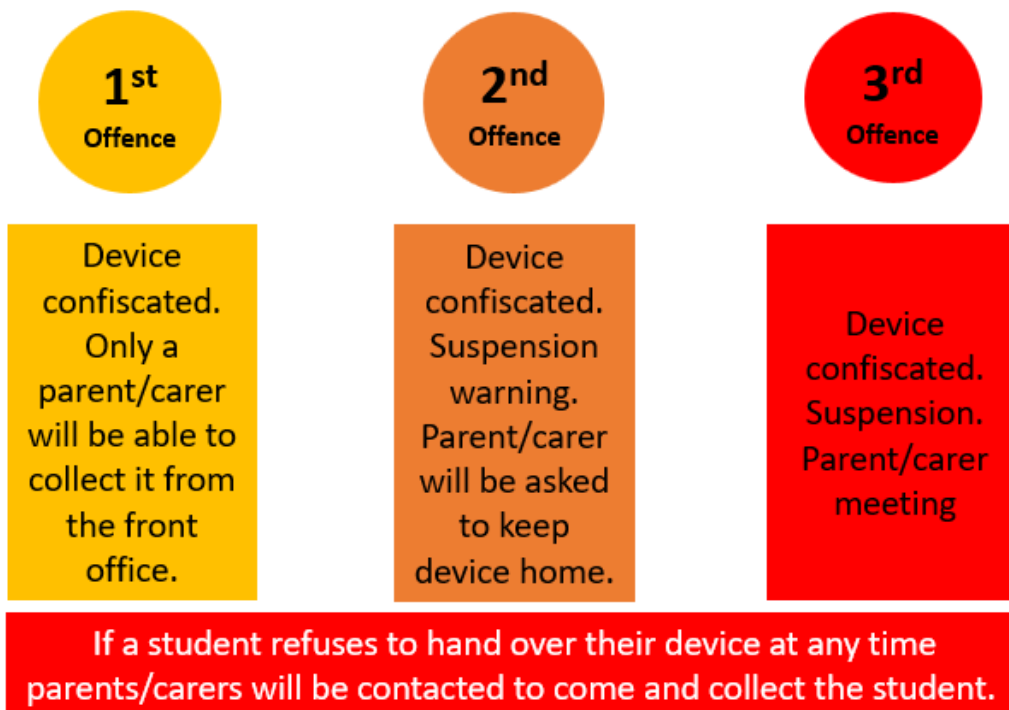 1st
Offence
Device
confiscated.
Only a
parent/carer
will be able to
collect it from
the front
office.
2nd
Offence
Device
confiscated.
Suspension
warning.
Parent/carer
will be asked
to keep
device home.
3rd
Offence
Device
confiscated.
Suspension.
Parent/carer
meeting
If a student refuses to hand over their device at any time
parents/carers will be contacted to come and collect the student.